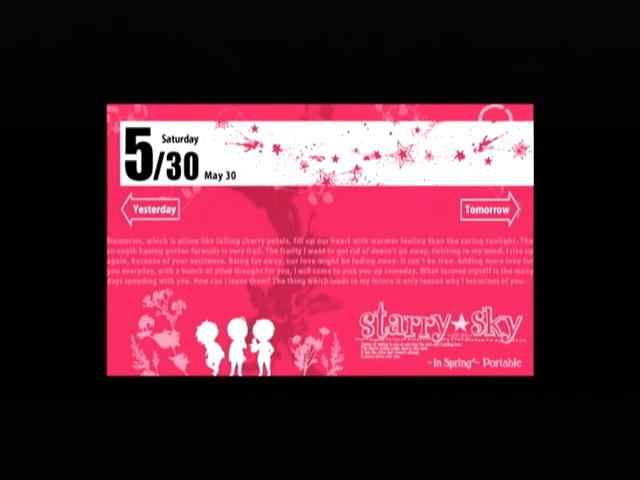 5/30
Saturday
May 30
Yesterday
Tomorrow
Memories, which is piling like falling cherry petals, fill up our heart with warmer feeling than the spring sunlight. The
strength having gotten furously is very frail. The frailty I want to get rid of doesn't go away, twisting in my mind. I rise up
again, because of your existense. Being far away, our love might be fading away. It can't be true. Adding more love for
you everyday, with a bunch of piled thought for you, I will come to pick you up someday. What formed myself is the many
days spending with you. How can I leave them? The thing which leads to my future is only reason why I tenacious of you.
starry★sky
~in Spring~ Portable